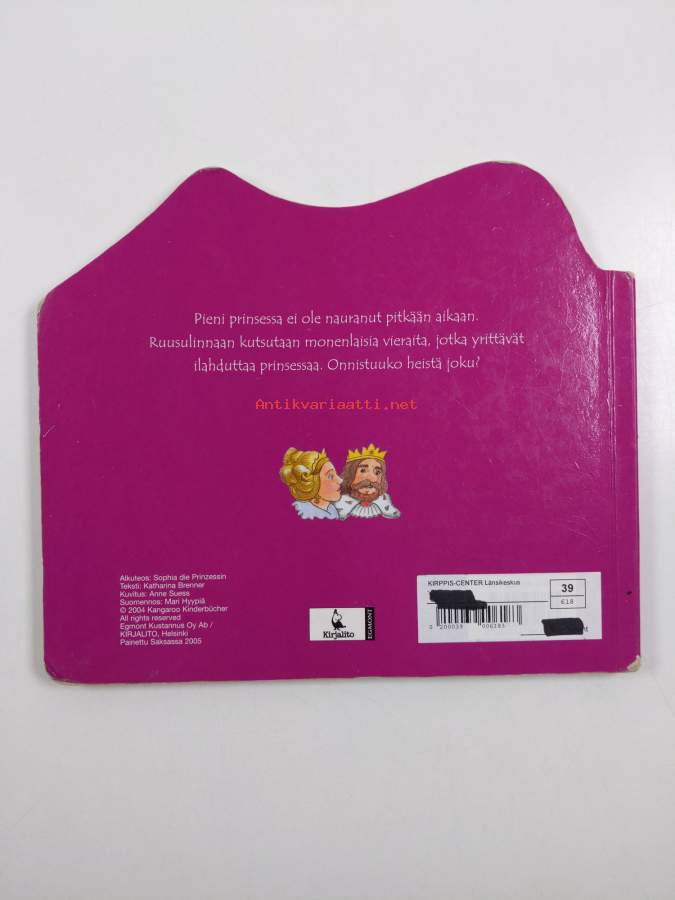 Pieni prinsessa ei ole nauranut pitkään aikaan.
Ruusulinnaan kutsutaan monenlaisia vieraita, jotka yrittävät
ilahduttaa prinsessaa. Onnistuuko heistä joku?
Antikvariaatti.net
Alkuteos: Sophia die Prinzessin
Teksti: Katharina Brenner
Kuvitus: Anne Suess
Suomennos: Mari Hyypiä
© 2004 Kangaroo Kinderbücher
All rights reserved
Egmont Kustannus Oy Ab /
KIRJALITO, Helsinki
Painettu Saksassa 2005
Kirjalito
EGMONT
KIRPPIS-CENTER Länsikeskus
39
€18